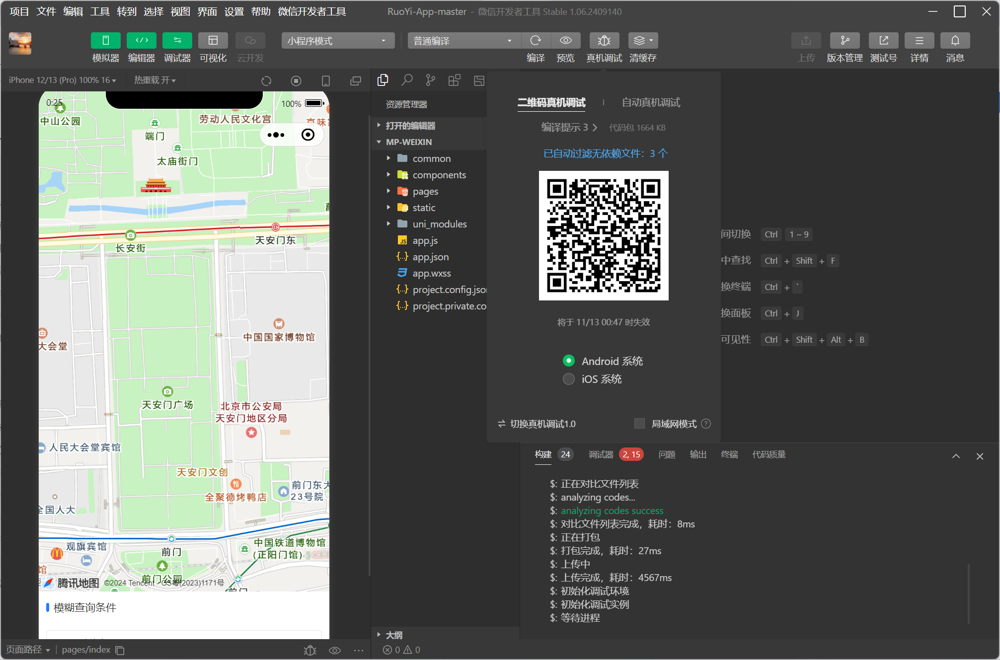 项目 文件 编辑 工具 转到 选择 视图 界面 设置 帮助 微信开发者工具
RuoYi-App-master - 微信开发者工具 Stable 1.06.2409140
小程序模式
普通编译
模拟器 编辑器 调试器 可视化 云开发
编译 预览 真机调试 清缓存
上传 版本管理 测试号 详情 消息
iPhone 12/13 (Pro) 100% 16
热重载 开
0:25
100%
中山公园
劳动人民文化宫
京味
端门
太庙街门
天安门东
长安街
中国国家博物馆
大会堂
天安门广场
北京市公安局
天安门地区分局
人民大会堂宾馆
天安门文创
前门东大
23号院
全聚德烤鸭店
全国人大
观旗宾馆
前门
中国铁道博物馆
(正阳门馆)
馆
前门公园
腾讯地图
©2024 Tencent - GS粤(2023)1171号
前门
模糊查询条件
页面路径
pages/index
资源管理器
打开的编辑器
MP-WEIXIN
common
components
pages
static
uni_modules
JS app.js
{..} app.json
app.wxss
{..} project.config.json
{..} project.private.co
大纲
0 0
二维码真机调试
自动真机调试
编译提示 3
代码包 1664 KB
已自动过滤无依赖文件：3 个
将于 11/13 00:47 时失效
Android 系统
iOS 系统
切换真机调试1.0
局域网模式 ?
间切换 Ctrl 1 ~ 9
中查找 Ctrl + Shift + F
换终端 Ctrl + `
换面板 Ctrl + J
可见性 Ctrl + Shift + Alt + B
构建 24 调试器 2, 15 问题 输出 终端 代码质量
$: 正在对比文件列表
$: analyzing codes...
$: analyzing codes success
$: 对比文件列表完成，耗时：8ms
$: 正在打包
$: 打包完成，耗时：27ms
$: 上传中
$: 上传完成，耗时：4567ms
$: 初始化调试环境
$: 初始化调试实例
$: 等待进程